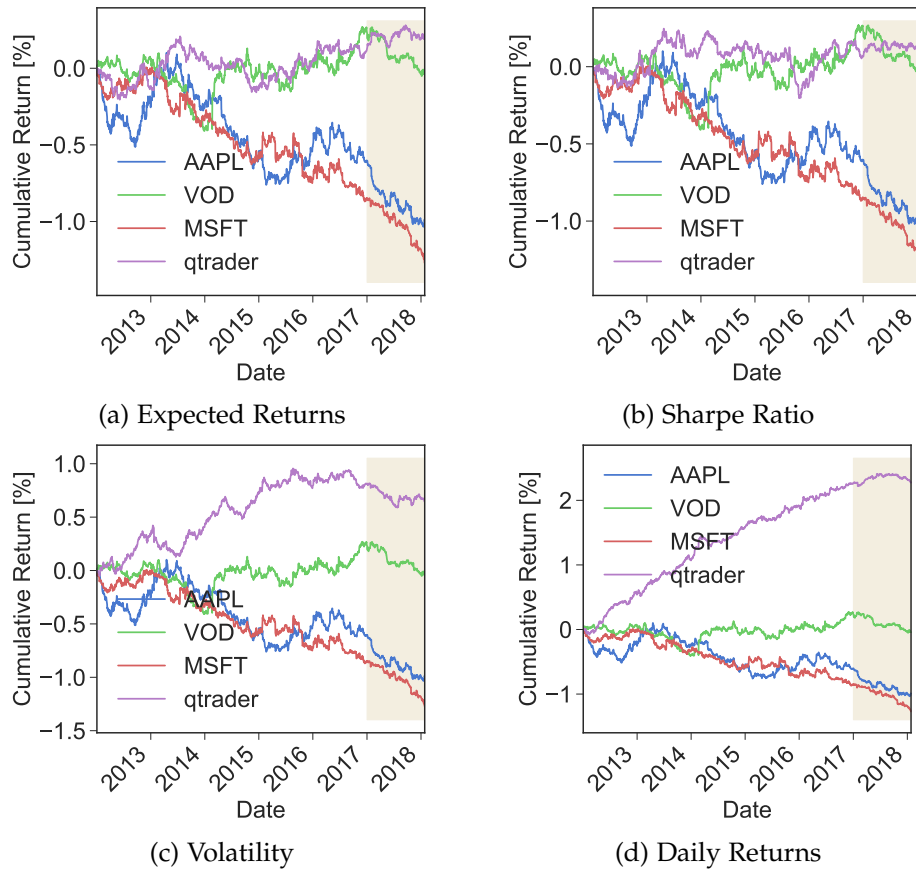 Cumulative Return [%]
0.0
−0.5
−1.0
AAPL
VOD
MSFT
qtrader
2013 2014 2015 2016 2017 2018
Date
(a) Expected Returns
Cumulative Return [%]
0.0
−0.5
−1.0
AAPL
VOD
MSFT
qtrader
2013 2014 2015 2016 2017 2018
Date
(b) Sharpe Ratio
Cumulative Return [%]
1.0
0.5
0.0
−0.5
−1.0
−1.5
AAPL
VOD
MSFT
qtrader
2013 2014 2015 2016 2017 2018
Date
(c) Volatility
Cumulative Return [%]
2
1
0
−1
AAPL
VOD
MSFT
qtrader
2013 2014 2015 2016 2017 2018
Date
(d) Daily Returns